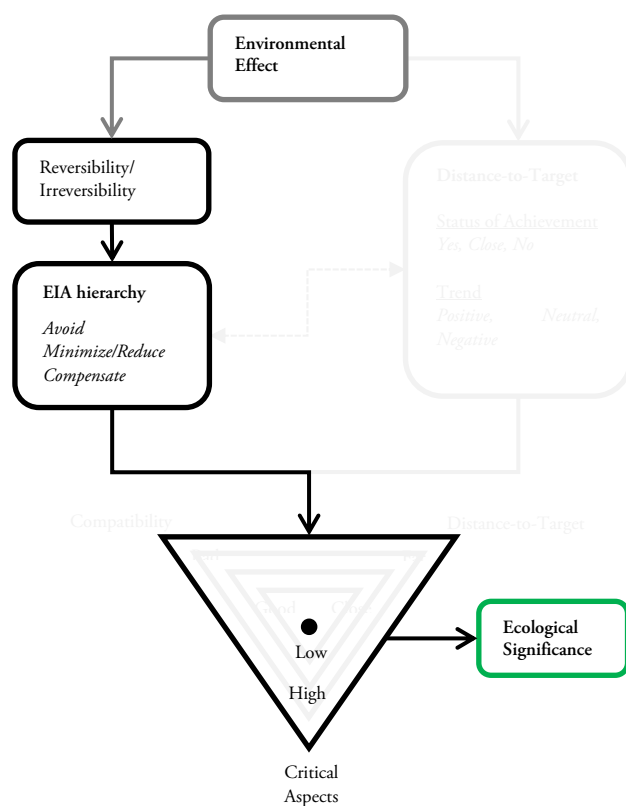 Environmental
Effect
Reversibility/
Irreversibility
EIA hierarchy
Avoid
Minimize/Reduce
Compensate
Distance-to-Target
Status of Achievement
Yes, Close, No
Trend
Positive, Neutral,
Negative
Compatibility
Distance-to-Target
Good Close
Low
High
Ecological
Significance
Critical
Aspects